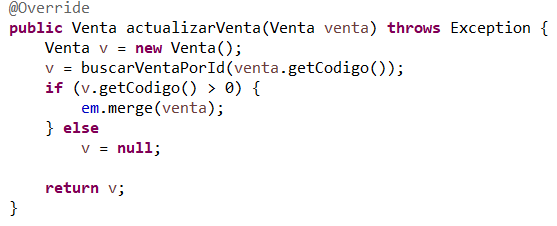 @Override
public Venta actualizarVenta(Venta venta) throws Exception {
    Venta v = new Venta();
    v = buscarVentaPorId(venta.getCodigo());
    if (v.getCodigo() > 0) {
        em.merge(venta);
    } else
        v = null;

    return v;
}